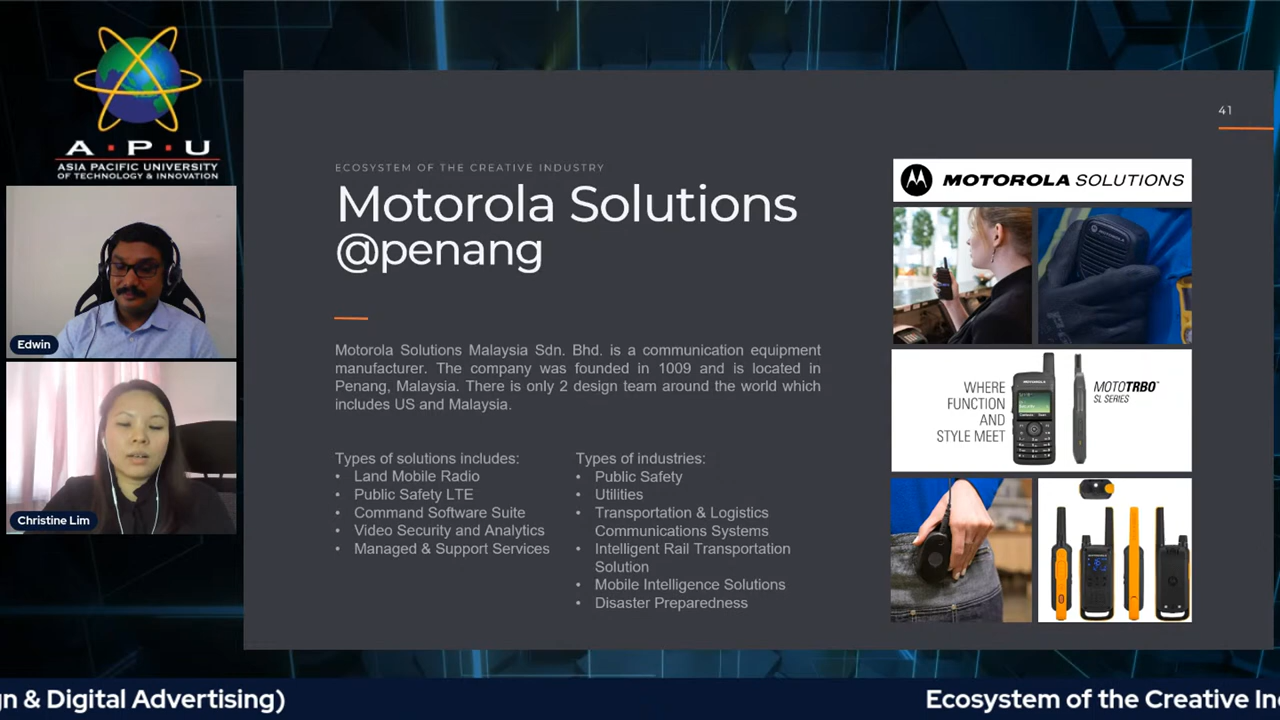 A·P·U
ASIA PACIFIC UNIVERSITY
OF TECHNOLOGY & INNOVATION
Edwin
Christine Lim
41
ECOSYSTEM OF THE CREATIVE INDUSTRY
Motorola Solutions
@penang
Motorola Solutions Malaysia Sdn. Bhd. is a communication equipment
manufacturer. The company was founded in 1009 and is located in
Penang, Malaysia. There is only 2 design team around the world which
includes US and Malaysia.
Types of solutions includes:
• Land Mobile Radio
• Public Safety LTE
• Command Software Suite
• Video Security and Analytics
• Managed & Support Services
Types of industries:
• Public Safety
• Utilities
• Transportation & Logistics
Communications Systems
• Intelligent Rail Transportation
Solution
• Mobile Intelligence Solutions
• Disaster Preparedness
MOTOROLA SOLUTIONS
WHERE
FUNCTION
AND
STYLE MEET
MOTOTRBO™
SL SERIES
gn & Digital Advertising)
Ecosystem of the Creative Ind